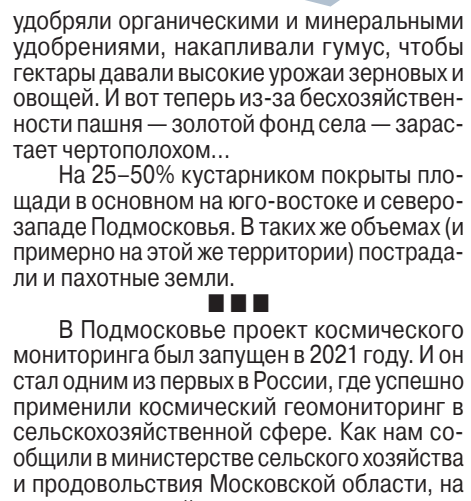 удобряли органическими и минеральными
удобрениями, накапливали гумус, чтобы
гектары давали высокие урожаи зерновых и
овощей. И вот теперь из-за бесхозяйствен-
ности пашня — золотой фонд села — зарас-
тает чертополохом...
На 25–50% кустарником покрыты пло-
щади в основном на юго-востоке и северо-
западе Подмосковья. В таких же объемах (и
примерно на этой же территории) пострада-
ли и пахотные земли.
■ ■ ■
В Подмосковье проект космического
мониторинга был запущен в 2021 году. И он
стал одним из первых в России, где успешно
применили космический геомониторинг в
сельскохозяйственной сфере. Как нам со-
общили в министерстве сельского хозяйства
и продовольствия Московской области, на